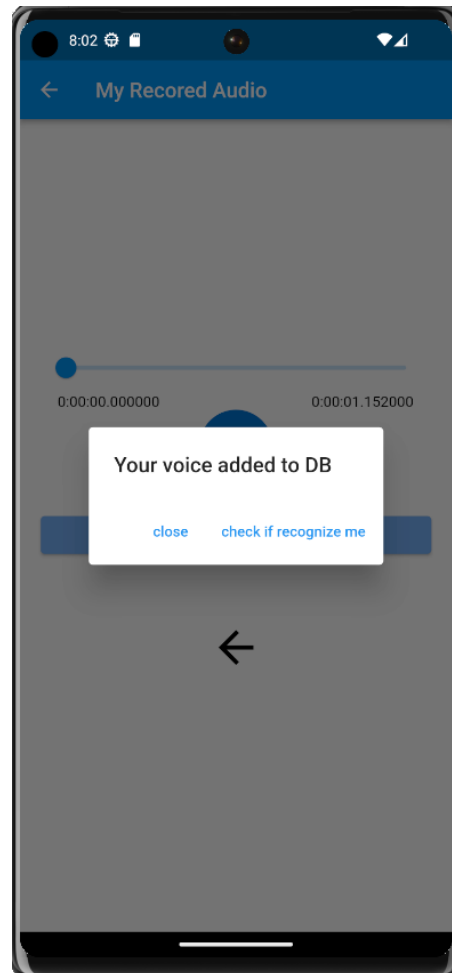 8:02
My Recored Audio
0:00:00.000000 0:00:01.152000
Your voice added to DB
close check if recognize me